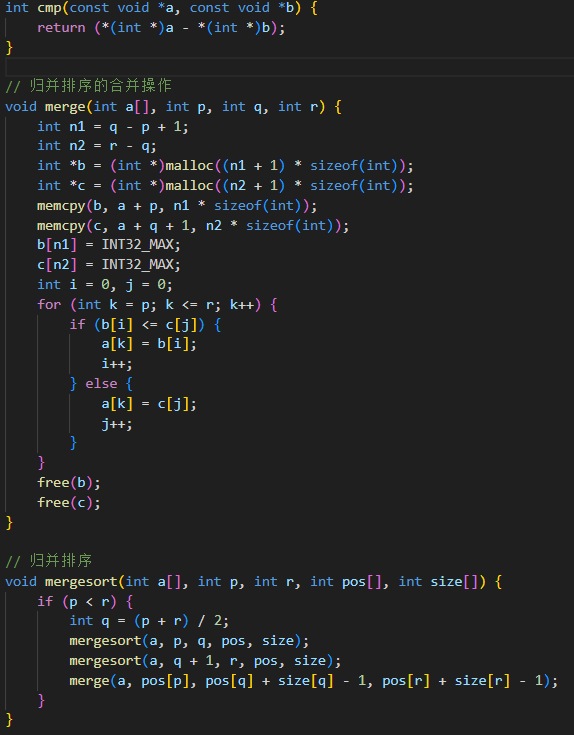 int cmp(const void *a, const void *b) {
    return (*(int *)a - *(int *)b);
}

// 归并排序的合并操作
void merge(int a[], int p, int q, int r) {
    int n1 = q - p + 1;
    int n2 = r - q;
    int *b = (int *)malloc((n1 + 1) * sizeof(int));
    int *c = (int *)malloc((n2 + 1) * sizeof(int));
    memcpy(b, a + p, n1 * sizeof(int));
    memcpy(c, a + q + 1, n2 * sizeof(int));
    b[n1] = INT32_MAX;
    c[n2] = INT32_MAX;
    int i = 0, j = 0;
    for (int k = p; k <= r; k++) {
        if (b[i] <= c[j]) {
            a[k] = b[i];
            i++;
        } else {
            a[k] = c[j];
            j++;
        }
    }
    free(b);
    free(c);
}

// 归并排序
void mergesort(int a[], int p, int r, int pos[], int size[]) {
    if (p < r) {
        int q = (p + r) / 2;
        mergesort(a, p, q, pos, size);
        mergesort(a, q + 1, r, pos, size);
        merge(a, pos[p], pos[q] + size[q] - 1, pos[r] + size[r] - 1);
    }
}